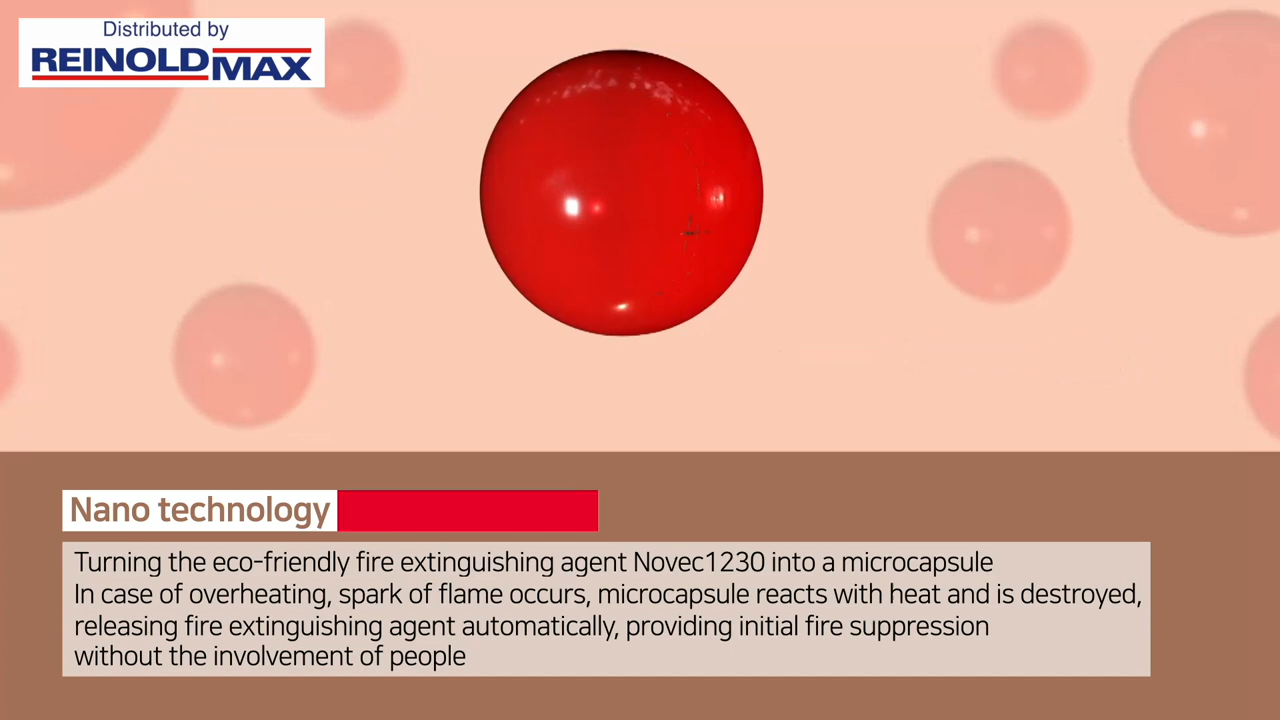 Distributed by
REINOLD MAX
Nano technology
Turning the eco-friendly fire extinguishing agent Novec1230 into a microcapsule
In case of overheating, spark of flame occurs, microcapsule reacts with heat and is destroyed,
releasing fire extinguishing agent automatically, providing initial fire suppression
without the involvement of people